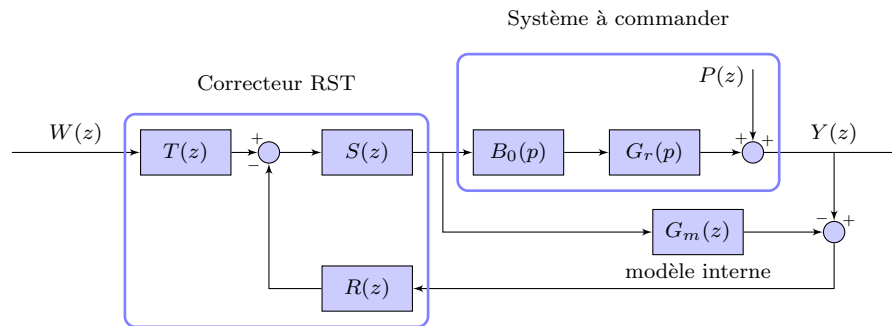 Système à commander
P(z)
Correcteur RST
W(z)
T(z)
+
−
S(z)
B₀(p)
Gᵣ(p)
+
+
Y(z)
Gₘ(z)
−
+
modèle interne
R(z)